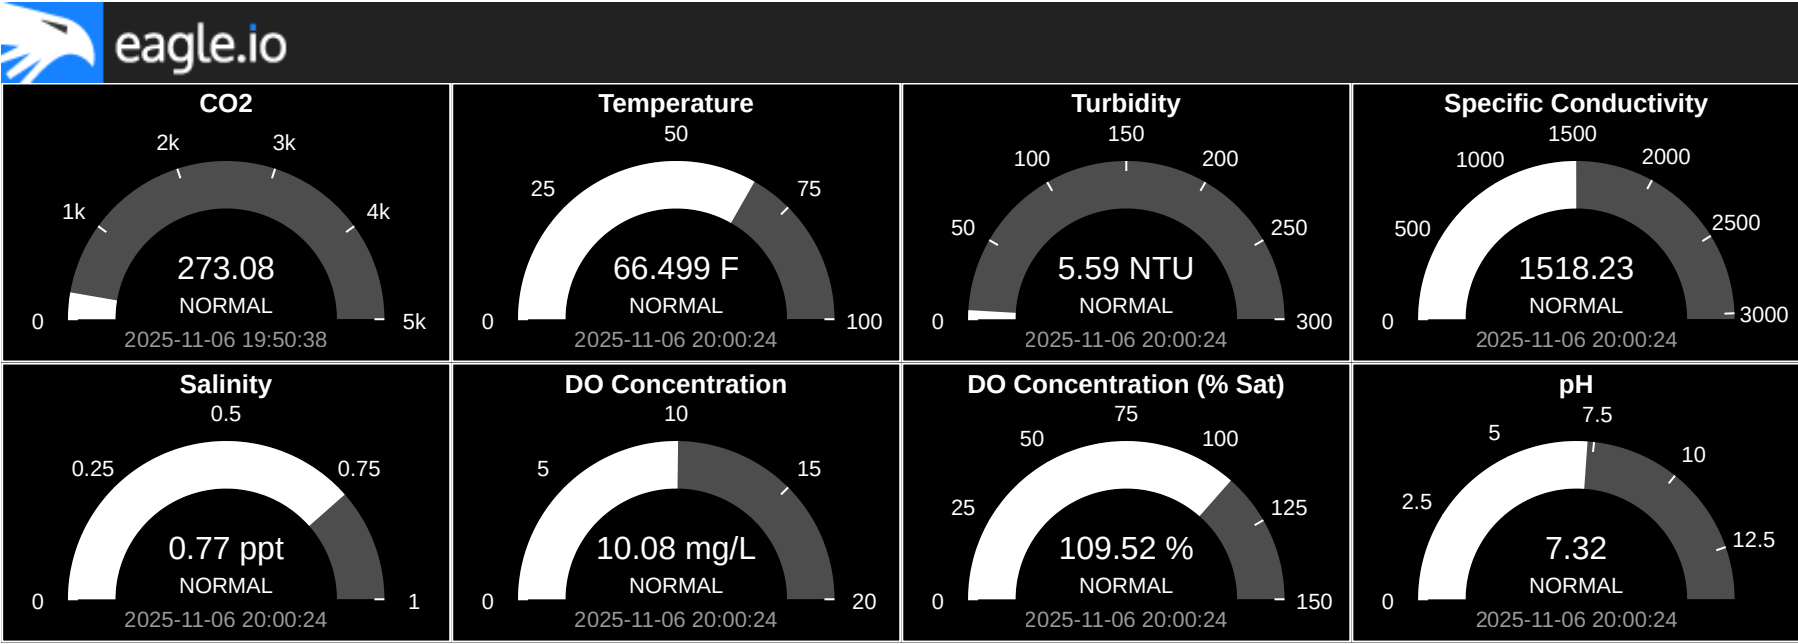 eagle.io
CO2
2k 3k
1k 4k
273.08
NORMAL
0 5k
2025-11-06 19:50:38
Temperature
50
25 75
66.499 F
NORMAL
0 100
2025-11-06 20:00:24
Turbidity
150
100 200
50 250
5.59 NTU
NORMAL
0 300
2025-11-06 20:00:24
Specific Conductivity
1500
1000 2000
500 2500
1518.23
NORMAL
0 3000
2025-11-06 20:00:24
Salinity
0.5
0.25 0.75
0.77 ppt
NORMAL
0 1
2025-11-06 20:00:24
DO Concentration
10
5 15
10.08 mg/L
NORMAL
0 20
2025-11-06 20:00:24
DO Concentration (% Sat)
75
50 100
25 125
109.52 %
NORMAL
0 150
2025-11-06 20:00:24
pH
7.5
5 10
2.5 12.5
7.32
NORMAL
0
2025-11-06 20:00:24